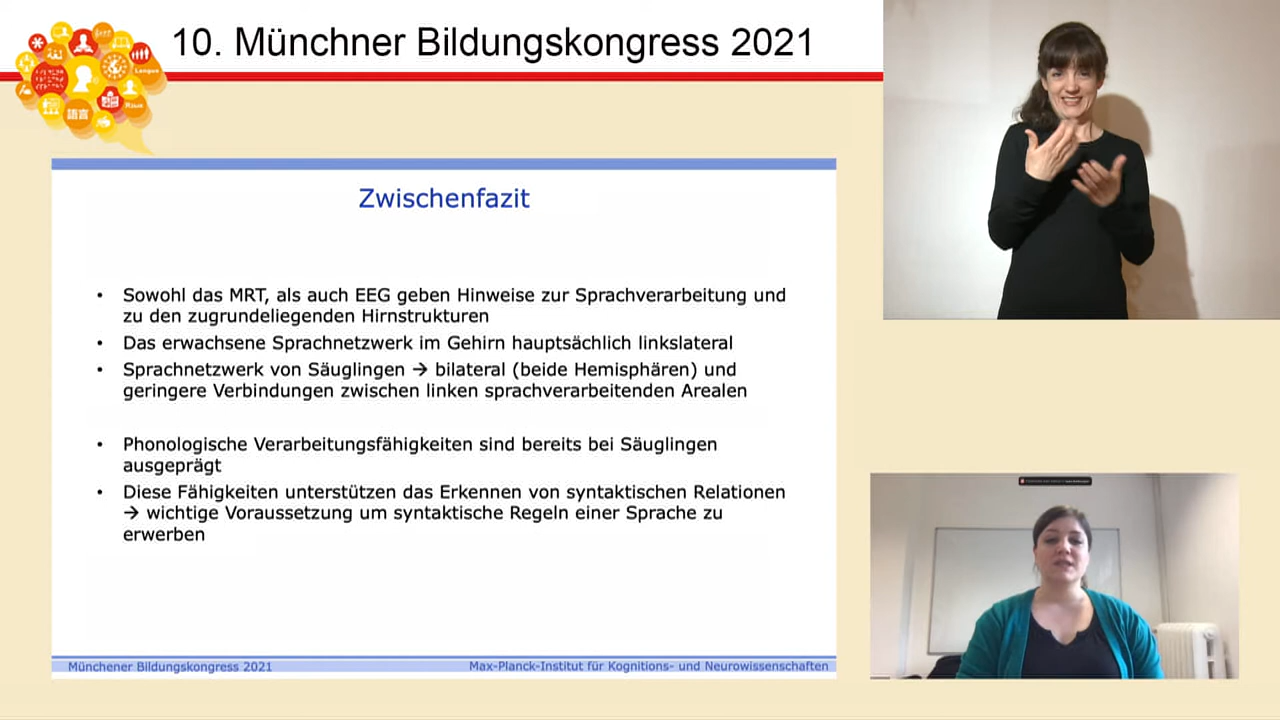 10. Münchner Bildungskongress 2021
Langues
語言
Zwischenfazit
• Sowohl das MRT, als auch EEG geben Hinweise zur Sprachverarbeitung und
zu den zugrundeliegenden Hirnstrukturen
• Das erwachsene Sprachnetzwerk im Gehirn hauptsächlich linkslateral
• Sprachnetzwerk von Säuglingen → bilateral (beide Hemisphären) und
geringere Verbindungen zwischen linken sprachverarbeitenden Arealen
• Phonologische Verarbeitungsfähigkeiten sind bereits bei Säuglingen
ausgeprägt
• Diese Fähigkeiten unterstützen das Erkennen von syntaktischen Relationen
→ wichtige Voraussetzung um syntaktische Regeln einer Sprache zu
erwerben
Münchener Bildungskongress 2021
Max-Planck-Institut für Kognitions- und Neurowissenschaften